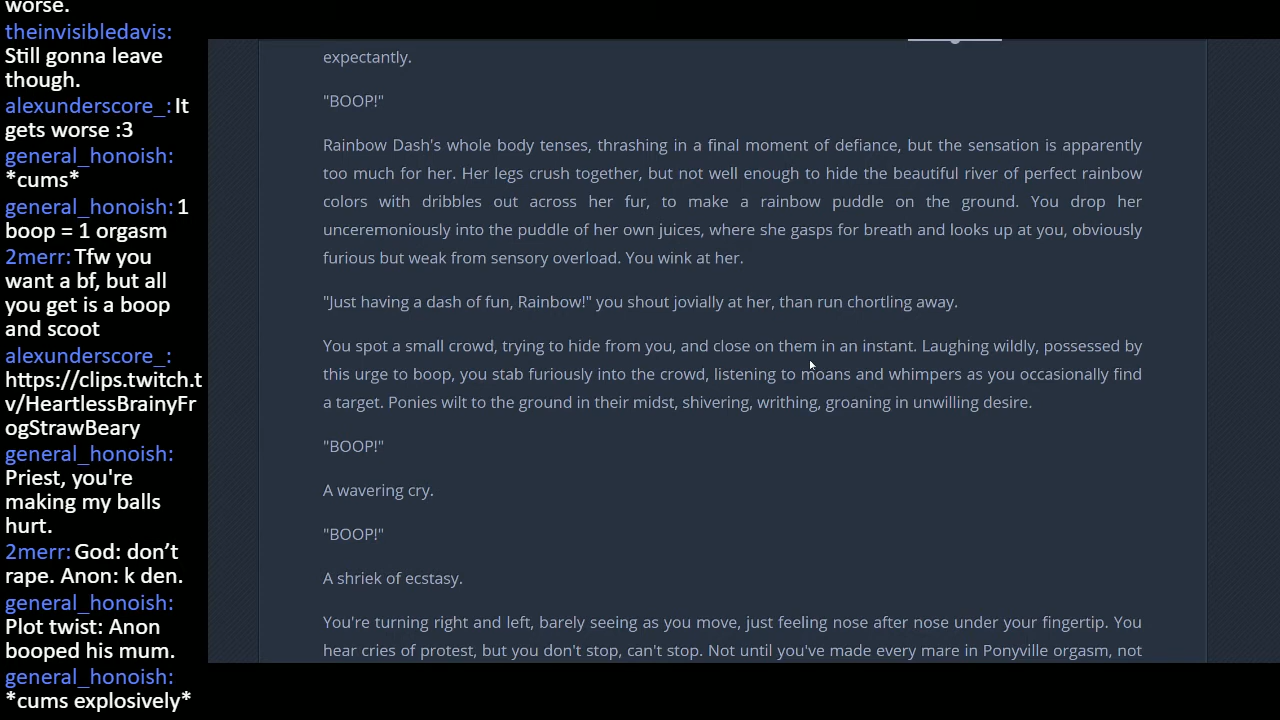 worse.
theinvisibledavis:
Still gonna leave
though.
alexunderscore_: It
gets worse :3
general_honoish:
*cums*
general_honoish: 1
boop = 1 orgasm
2merr: Tfw you
want a bf, but all
you get is a boop
and scoot
alexunderscore_:
https://clips.twitch.t
v/HeartlessBrainyFr
ogStrawBeary
general_honoish:
Priest, you're
making my balls
hurt.
2merr: God: don’t
rape. Anon: k den.
general_honoish:
Plot twist: Anon
booped his mum.
general_honoish:
*cums explosively*
expectantly.
"BOOP!"
Rainbow Dash's whole body tenses, thrashing in a final moment of defiance, but the sensation is apparently
too much for her. Her legs crush together, but not well enough to hide the beautiful river of perfect rainbow
colors with dribbles out across her fur, to make a rainbow puddle on the ground. You drop her
unceremoniously into the puddle of her own juices, where she gasps for breath and looks up at you, obviously
furious but weak from sensory overload. You wink at her.
"Just having a dash of fun, Rainbow!" you shout jovially at her, than run chortling away.
You spot a small crowd, trying to hide from you, and close on them in an instant. Laughing wildly, possessed by
this urge to boop, you stab furiously into the crowd, listening to moans and whimpers as you occasionally find
a target. Ponies wilt to the ground in their midst, shivering, writhing, groaning in unwilling desire.
"BOOP!"
A wavering cry.
"BOOP!"
A shriek of ecstasy.
You're turning right and left, barely seeing as you move, just feeling nose after nose under your fingertip. You
hear cries of protest, but you don't stop, can't stop. Not until you've made every mare in Ponyville orgasm, not